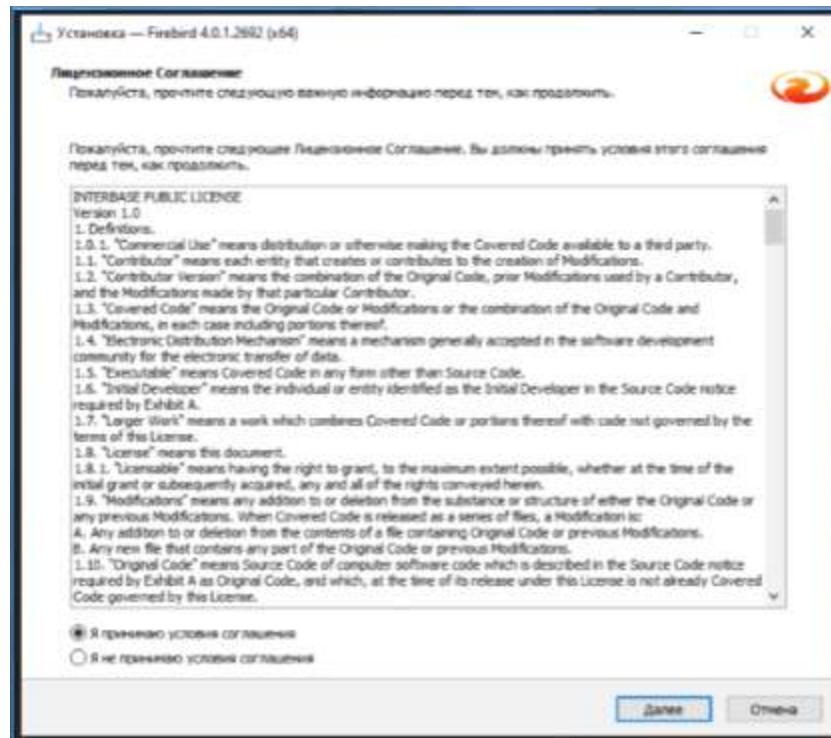 Установка — Firebird 4.0.1.2692 (x64)
Лицензионное Соглашение
Пожалуйста, прочтите следующую важную информацию перед тем, как продолжить.
Пожалуйста, прочтите следующее Лицензионное Соглашение. Вы должны принять условия этого соглашения
перед тем, как продолжить.
INTERBASE PUBLIC LICENSE
Version 1.0
1. Definitions.
1.0.1. "Commercial Use" means distribution or otherwise making the Covered Code available to a third party.
1.1. "Contributor" means each entity that creates or contributes to the creation of Modifications.
1.2. "Contributor Version" means the combination of the Original Code, prior Modifications used by a Contributor,
and the Modifications made by that particular Contributor.
1.3. "Covered Code" means the Original Code or Modifications or the combination of the Original Code and
Modifications, in each case including portions thereof.
1.4. "Electronic Distribution Mechanism" means a mechanism generally accepted in the software development
community for the electronic transfer of data.
1.5. "Executable" means Covered Code in any form other than Source Code.
1.6. "Initial Developer" means the individual or entity identified as the Initial Developer in the Source Code notice
required by Exhibit A.
1.7. "Larger Work" means a work which combines Covered Code or portions thereof with code not governed by the
terms of this License.
1.8. "License" means this document.
1.8.1. "Licensable" means having the right to grant, to the maximum extent possible, whether at the time of the
initial grant or subsequently acquired, any and all of the rights conveyed herein.
1.9. "Modifications" means any addition to or deletion from the substance or structure of either the Original Code or
any previous Modifications. When Covered Code is released as a series of files, a Modification is:
A. Any addition to or deletion from the contents of a file containing Original Code or previous Modifications.
B. Any new file that contains any part of the Original Code or previous Modifications.
1.10. "Original Code" means Source Code of computer software code which is described in the Source Code notice
required by Exhibit A as Original Code, and which, at the time of its release under this License is not already Covered
Code governed by this License.
Я принимаю условия соглашения
Я не принимаю условия соглашения
Далее
Отмена